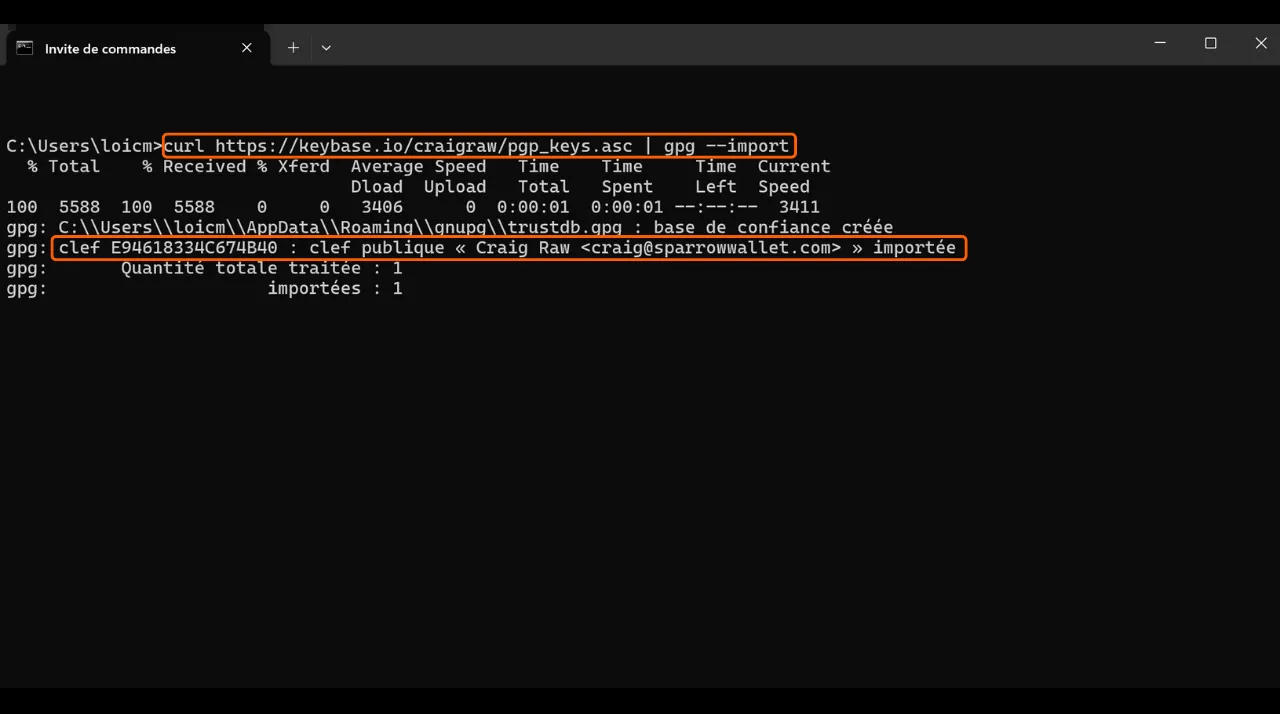 Invite de commandes
C:\Users\loicm>curl https://keybase.io/craigraw/pgp_keys.asc | gpg --import
% Total % Received % Xferd Average Speed Time Time Time Current
Dload Upload Total Spent Left Speed
100 5588 100 5588 0 0 3406 0 0:00:01 0:00:01 --:--:-- 3411
gpg: C:\\Users\\loicm\\AppData\\Roaming\\gnupg\\trustdb.gpg : base de confiance créée
gpg: clef E94618334C674B40 : clef publique « Craig Raw <craig@sparrowwallet.com> » importée
gpg: Quantité totale traitée : 1
gpg: importées : 1